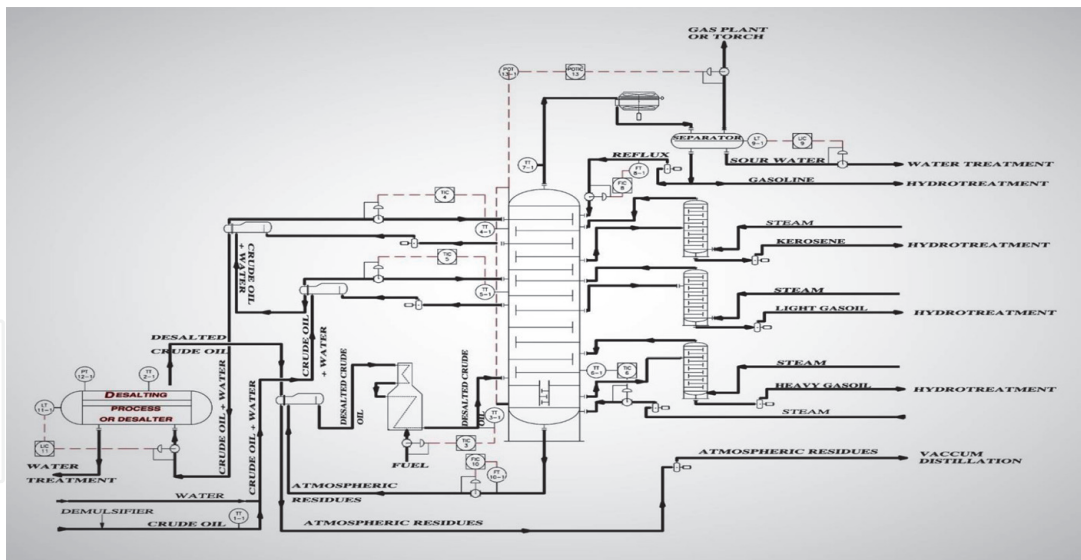 GAS PLANT
OR TORCH
PDT
13-1
PDTIC
13
TT
7-1
SEPARATOR
LT
9-1
LIC
9
SOUR WATER
WATER TREATMENT
REFLUX
FT
8-1
FIC
8
GASOLINE
HYDROTREATMENT
TIC
4
TT
4-1
STEAM
KEROSENE
HYDROTREATMENT
CRUDE OIL
+ WATER
TIC
5
TT
5-1
STEAM
LIGHT GASOIL
HYDROTREATMENT
DESALTED
CRUDE OIL
CRUDE OIL
+ WATER
PT
12-1
TT
2-1
DESALTING
PROCESS
OR DESALTER
LT
11-1
LIC
11
WATER
TREATMENT
CRUDE OIL + WATER
CRUDE OIL + WATER
DESALTED CRUDE
OIL
DESALTED CRUDE
OIL
TT
3-1
TIC
3
FUEL
TT
6-1
TIC
6
STEAM
HEAVY GASOIL
HYDROTREATMENT
STEAM
FIC
10
FT
10-1
ATMOSPHERIC
RESIDUES
ATMOSPHERIC RESIDUES
VACCUM
DISTILLATION
WATER
DEMULSIFIER
CRUDE OIL
TT
1-1
ATMOSPHERIC RESIDUES